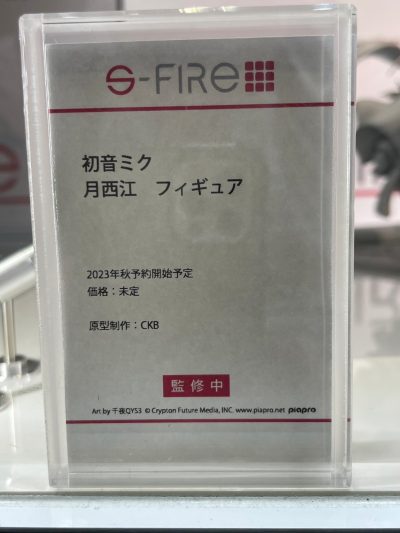 S-FIRE
初音ミク
月西江　フィギュア
2023年秋予約開始予定
価格：未定
原型制作：CKB
監修中
Art by 千夜QYS3 © Crypton Future Media, INC. www.piapro.net piapro